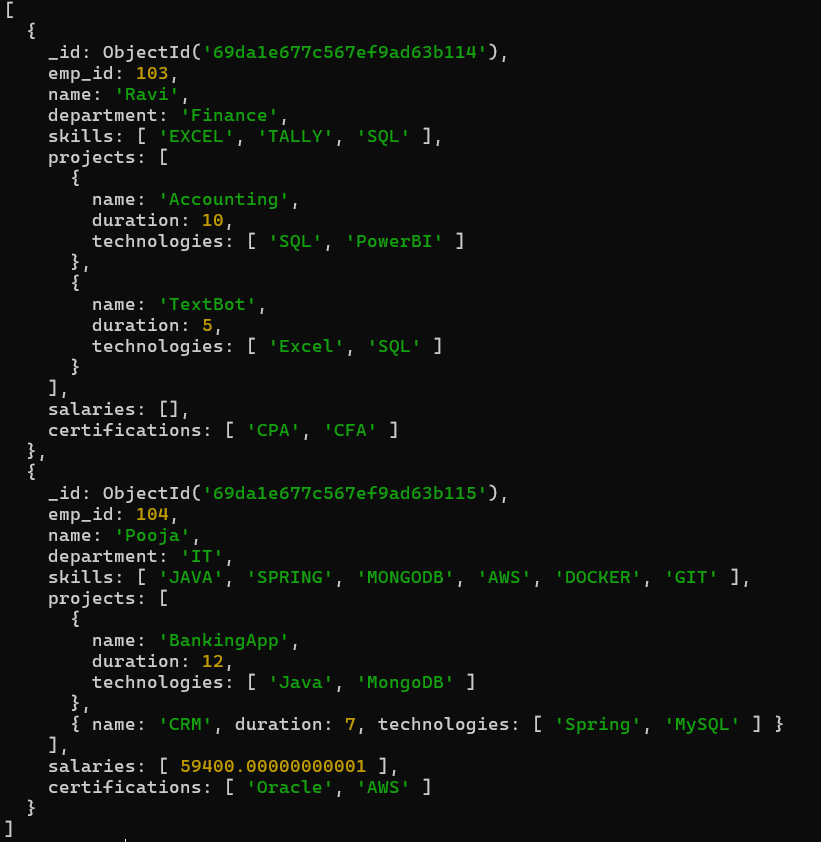 [
  {
    _id: ObjectId('69da1e677c567ef9ad63b114'),
    emp_id: 103,
    name: 'Ravi',
    department: 'Finance',
    skills: [ 'EXCEL', 'TALLY', 'SQL' ],
    projects: [
      {
        name: 'Accounting',
        duration: 10,
        technologies: [ 'SQL', 'PowerBI' ]
      },
      {
        name: 'TextBot',
        duration: 5,
        technologies: [ 'Excel', 'SQL' ]
      }
    ],
    salaries: [],
    certifications: [ 'CPA', 'CFA' ]
  },
  {
    _id: ObjectId('69da1e677c567ef9ad63b115'),
    emp_id: 104,
    name: 'Pooja',
    department: 'IT',
    skills: [ 'JAVA', 'SPRING', 'MONGODB', 'AWS', 'DOCKER', 'GIT' ],
    projects: [
      {
        name: 'BankingApp',
        duration: 12,
        technologies: [ 'Java', 'MongoDB' ]
      },
      { name: 'CRM', duration: 7, technologies: [ 'Spring', 'MySQL' ] }
    ],
    salaries: [ 59400.00000000001 ],
    certifications: [ 'Oracle', 'AWS' ]
  }
]